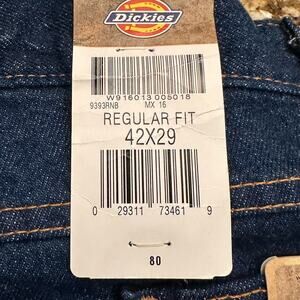 Dickies
W916013 005018
9393RNB MX 16
REGULAR FIT
42X29
0 29311 73461 9
80